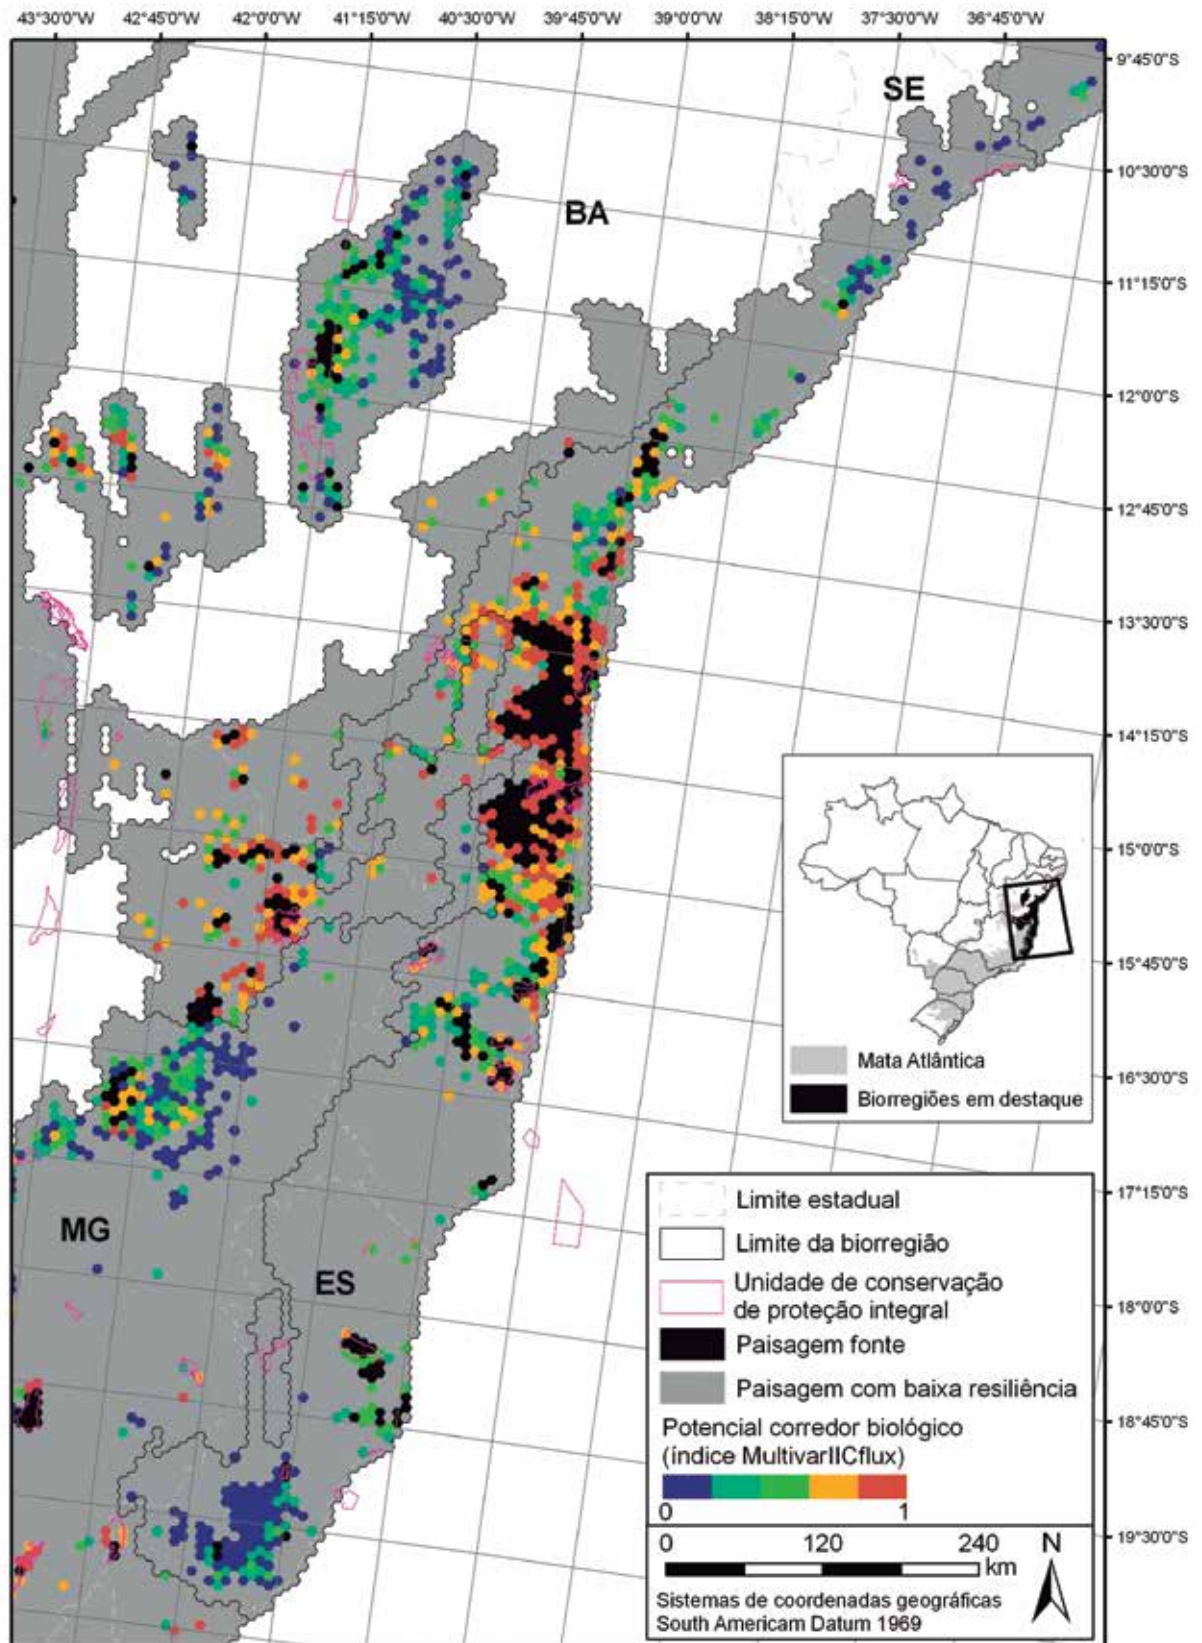 43°30'0"W 42°45'0"W 42°0'0"W 41°15'0"W 40°30'0"W 39°45'0"W 39°0'0"W 38°15'0"W 37°30'0"W 36°45'0"W
9°45'0"S
SE
10°30'0"S
BA
11°15'0"S
12°0'0"S
12°45'0"S
13°30'0"S
14°15'0"S
15°0'0"S
15°45'0"S
Mata Atlântica
16°30'0"S
Biorregiões em destaque
17°15'0"S
MG
ES
Limite estadual
Limite da biorregião
Unidade de conservação
de proteção integral
18°0'0"S
Paisagem fonte
Paisagem com baixa resiliência
18°45'0"S
Potencial corredor biológico
(índice MultivarIICflux)
0 1
19°30'0"S
0 120 240
km
N
Sistemas de coordenadas geográficas
South Americam Datum 1969